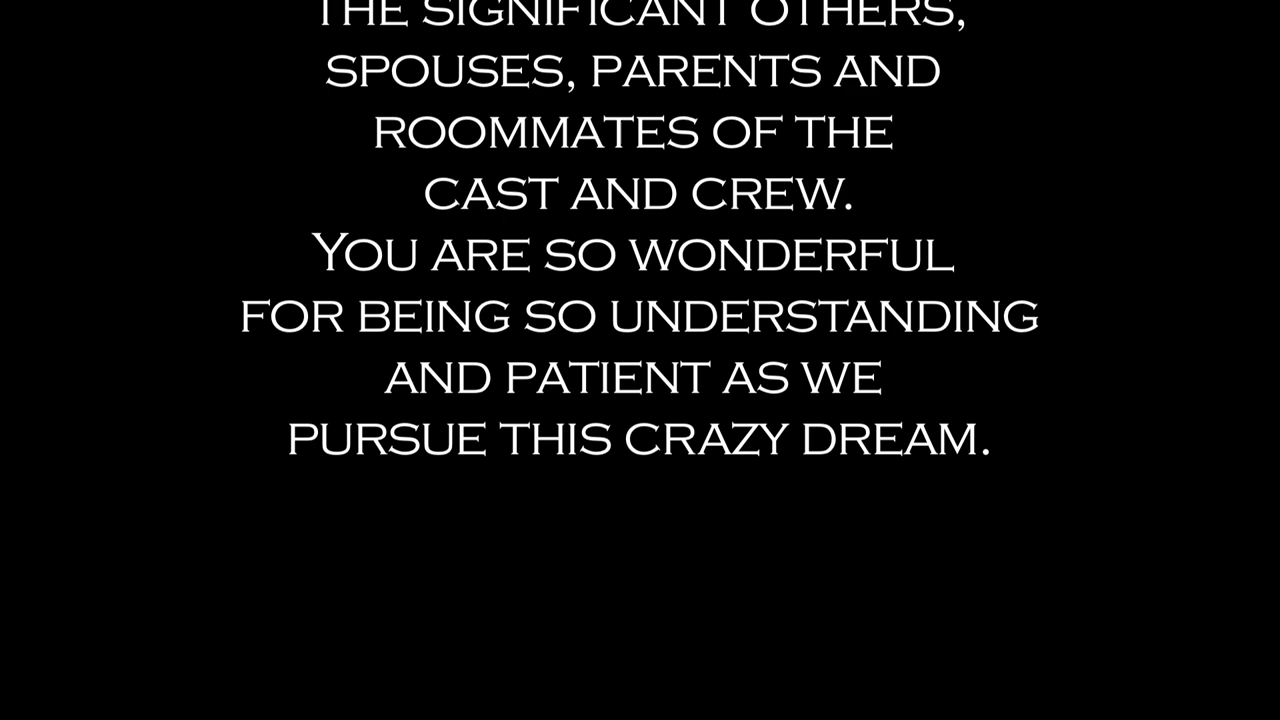 THE SIGNIFICANT OTHERS,
SPOUSES, PARENTS AND
ROOMMATES OF THE
CAST AND CREW.
YOU ARE SO WONDERFUL
FOR BEING SO UNDERSTANDING
AND PATIENT AS WE
PURSUE THIS CRAZY DREAM.